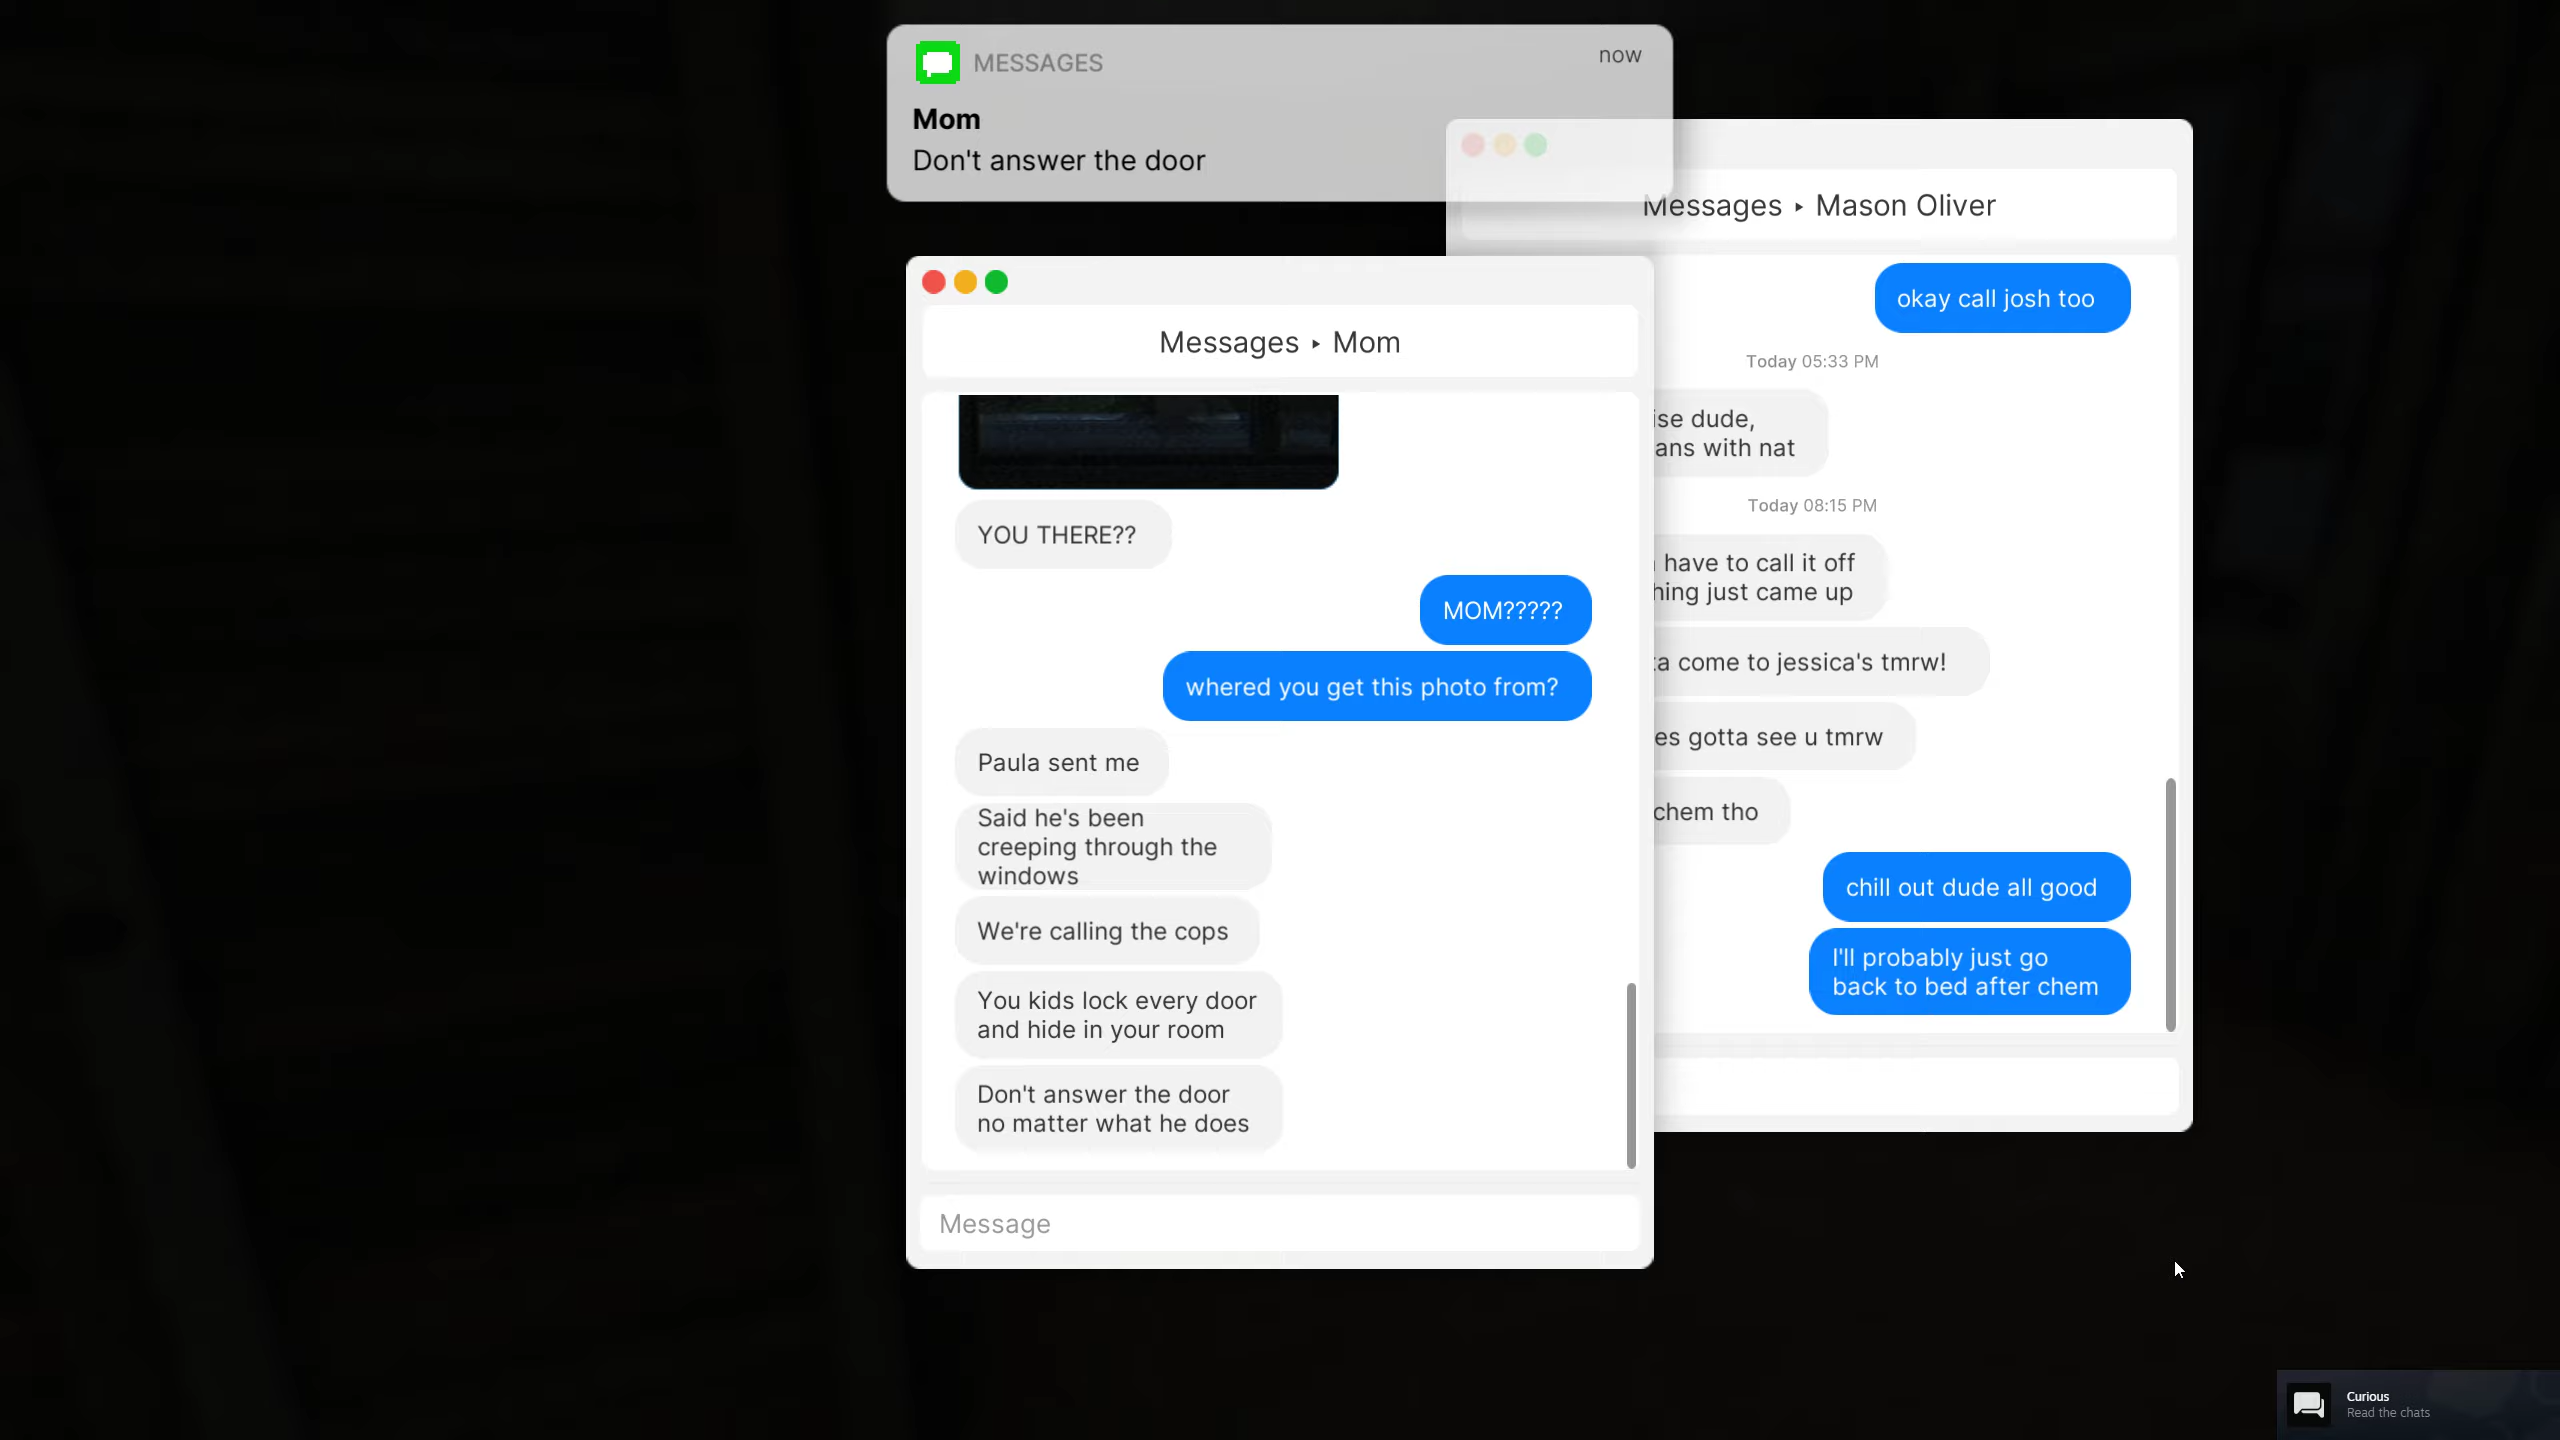 MESSAGES
now
Mom
Don't answer the door
Messages ▸ Mason Oliver
okay call josh too
Today 05:33 PM
dude,
with nat
Today 08:15 PM
have to call it off
just came up
come to jessica's tmrw!
gotta see u tmrw
chem tho
chill out dude all good
I'll probably just go
back to bed after chem
Messages ▸ Mom
YOU THERE??
MOM?????
whered you get this photo from?
Paula sent me
Said he's been
creeping through the
windows
We're calling the cops
You kids lock every door
and hide in your room
Don't answer the door
no matter what he does
Message
Curious
Read the chats